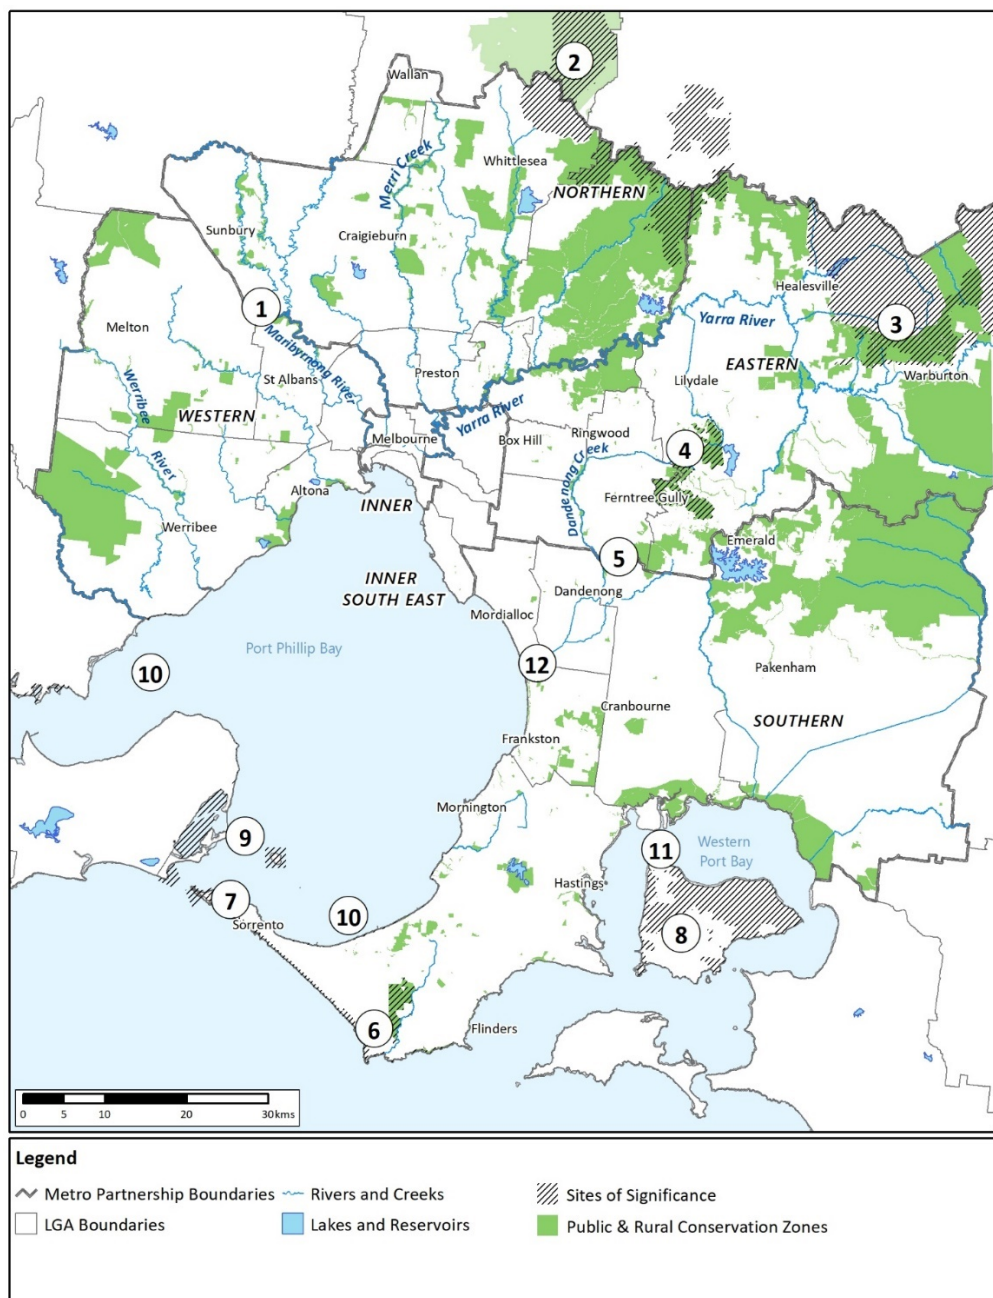 2
Wallan
Merri Creek
Whittlesea
NORTHERN
Sunbury
Craigieburn
Healesville
1
3
Melton
Yarra River
Maribyrnong River
Preston
EASTERN
Warburton
St Albans
Lilydale
Werribee River
WESTERN
Yarra River
Melbourne
Box Hill
Ringwood
4
Dandenong Creek
Altona
INNER
Ferntree Gully
Werribee
Emerald
5
INNER
SOUTH EAST
Dandenong
Mordialloc
Port Phillip Bay
10
12
Pakenham
Cranbourne
SOUTHERN
Frankston
Mornington
9
Western
Port Bay
11
Hastings
7
10
Sorrento
8
6
Flinders
0 5 10 20 30kms
Legend
Metro Partnership Boundaries
Rivers and Creeks
Sites of Significance
LGA Boundaries
Lakes and Reservoirs
Public & Rural Conservation Zones